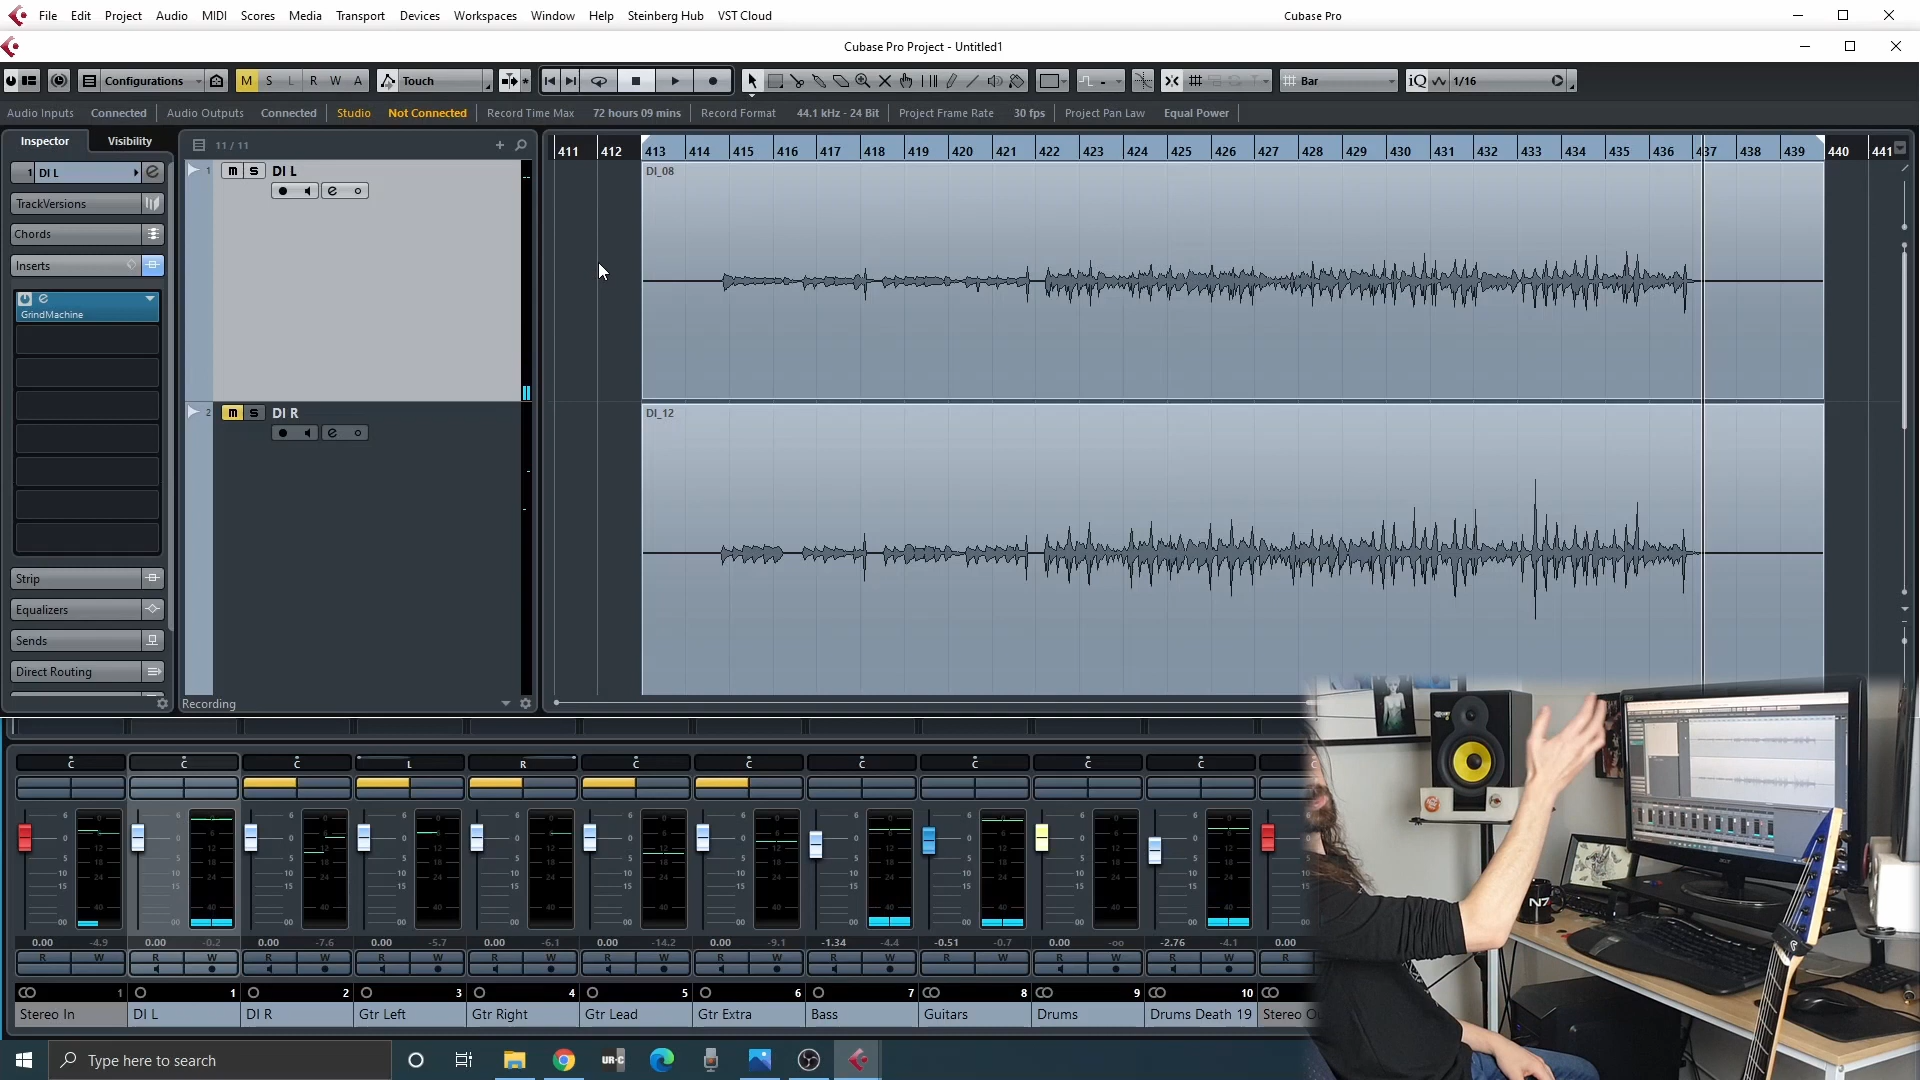 File Edit Project Audio MIDI Scores Media Transport Devices Workspaces Window Help Steinberg Hub VST Cloud Cubase Pro
Cubase Pro Project - Untitled1
Configurations M S L R W A Touch Bar iQ 1/16
Audio Inputs Connected Audio Outputs Connected Studio Not Connected Record Time Max 72 hours 09 mins Record Format 44.1 kHz - 24 Bit Project Frame Rate 30 fps Project Pan Law Equal Power
Inspector Visibility 11 / 11
411 412 413 414 415 416 417 418 419 420 421 422 423 424 425 426 427 428 429 430 431 432 433 434 435 436 437 438 439 440 441
1 DI L
1 m s DI L
DI_08
TrackVersions
Chords
Inserts
GrindMachine
2 m s DI R
DI_12
Strip
Equalizers
Sends
Direct Routing
Recording
C C C L R C C C C C C C
0.00 -4.9 0.00 -0.2 0.00 -7.6 0.00 -5.7 0.00 -6.1 0.00 -14.2 0.00 -9.1 -1.34 -4.4 -0.51 -0.7 0.00 -oo -2.76 -4.1 0.00
R W R W R W R W R W R W R W R W R W R W R W R
1 1 2 3 4 5 6 7 8 9 10
Stereo In DI L DI R Gtr Left Gtr Right Gtr Lead Gtr Extra Bass Guitars Drums Drums Death 19 Stereo
N7
Type here to search UR-C